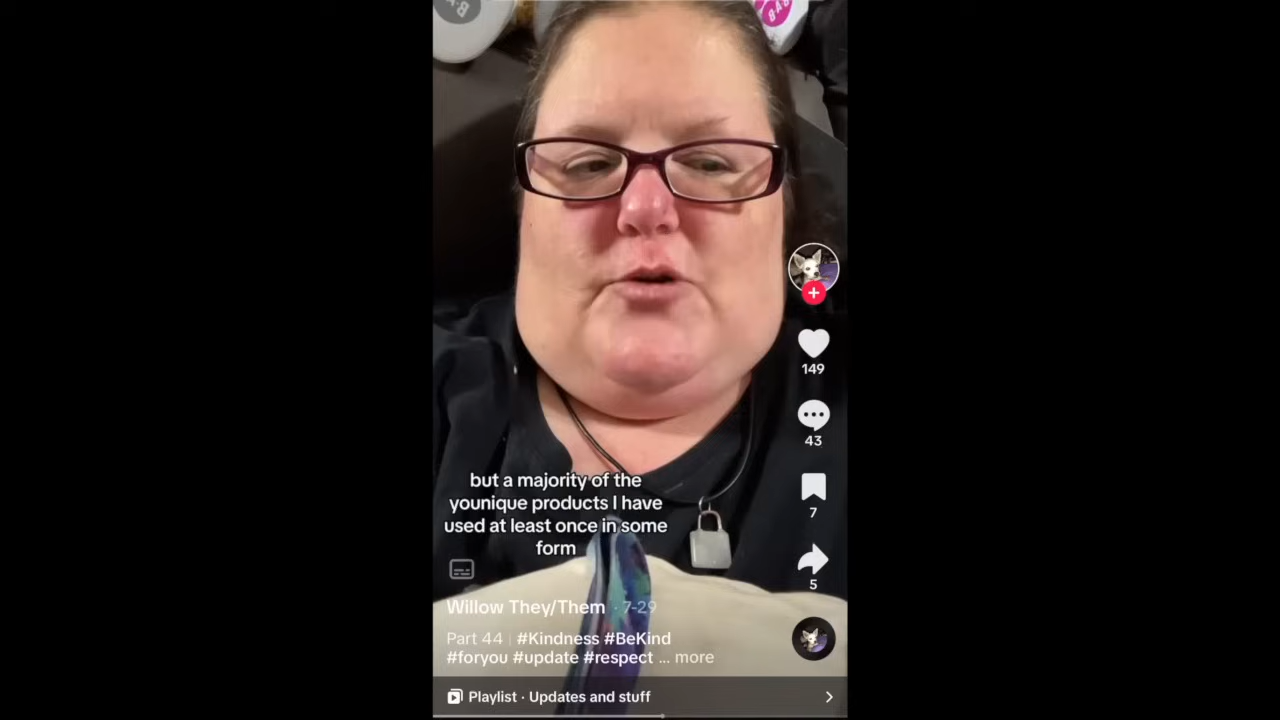 BAB
149
43
but a majority of the
younique products I have
used at least once in some
form
7
5
Willow They/Them · 7-29
Part 44 | #Kindness #BeKind
#foryou #update #respect ... more
Playlist · Updates and stuff